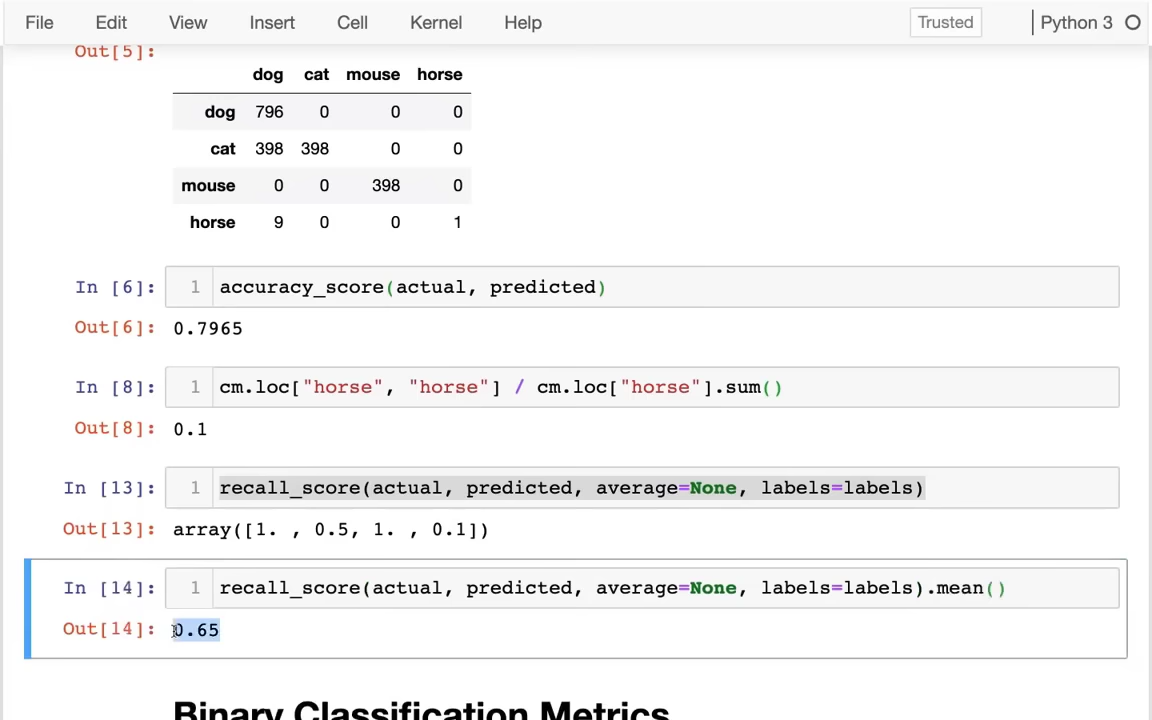 File Edit View Insert Cell Kernel Help Trusted Python 3
Out[5]:
dog cat mouse horse
dog 796 0 0 0
cat 398 398 0 0
mouse 0 0 398 0
horse 9 0 0 1
In [6]: 1 accuracy_score(actual, predicted)
Out[6]: 0.7965
In [8]: 1 cm.loc["horse", "horse"] / cm.loc["horse"].sum()
Out[8]: 0.1
In [13]: 1 recall_score(actual, predicted, average=None, labels=labels)
Out[13]: array([1. , 0.5, 1. , 0.1])
In [14]: 1 recall_score(actual, predicted, average=None, labels=labels).mean()
Out[14]: 0.65
Binary Classification Metrics